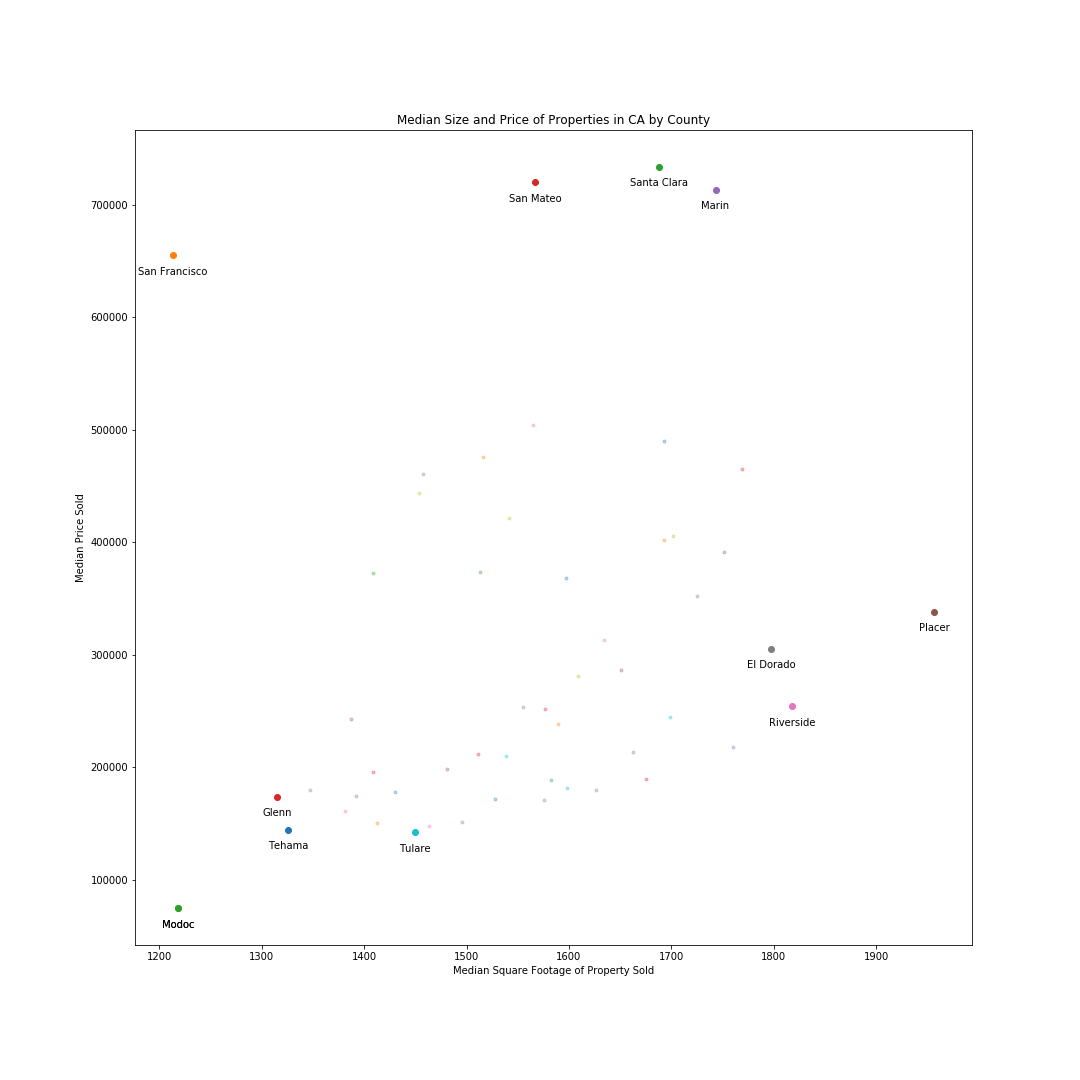 Median Size and Price of Properties in CA by County
Santa Clara
San Mateo
Marin
700000
San Francisco
600000
500000
Median Price Sold
400000
Placer
300000
El Dorado
Riverside
200000
Glenn
Tehama
Tulare
100000
Modoc
1200 1300 1400 1500 1600 1700 1800 1900
Median Square Footage of Property Sold